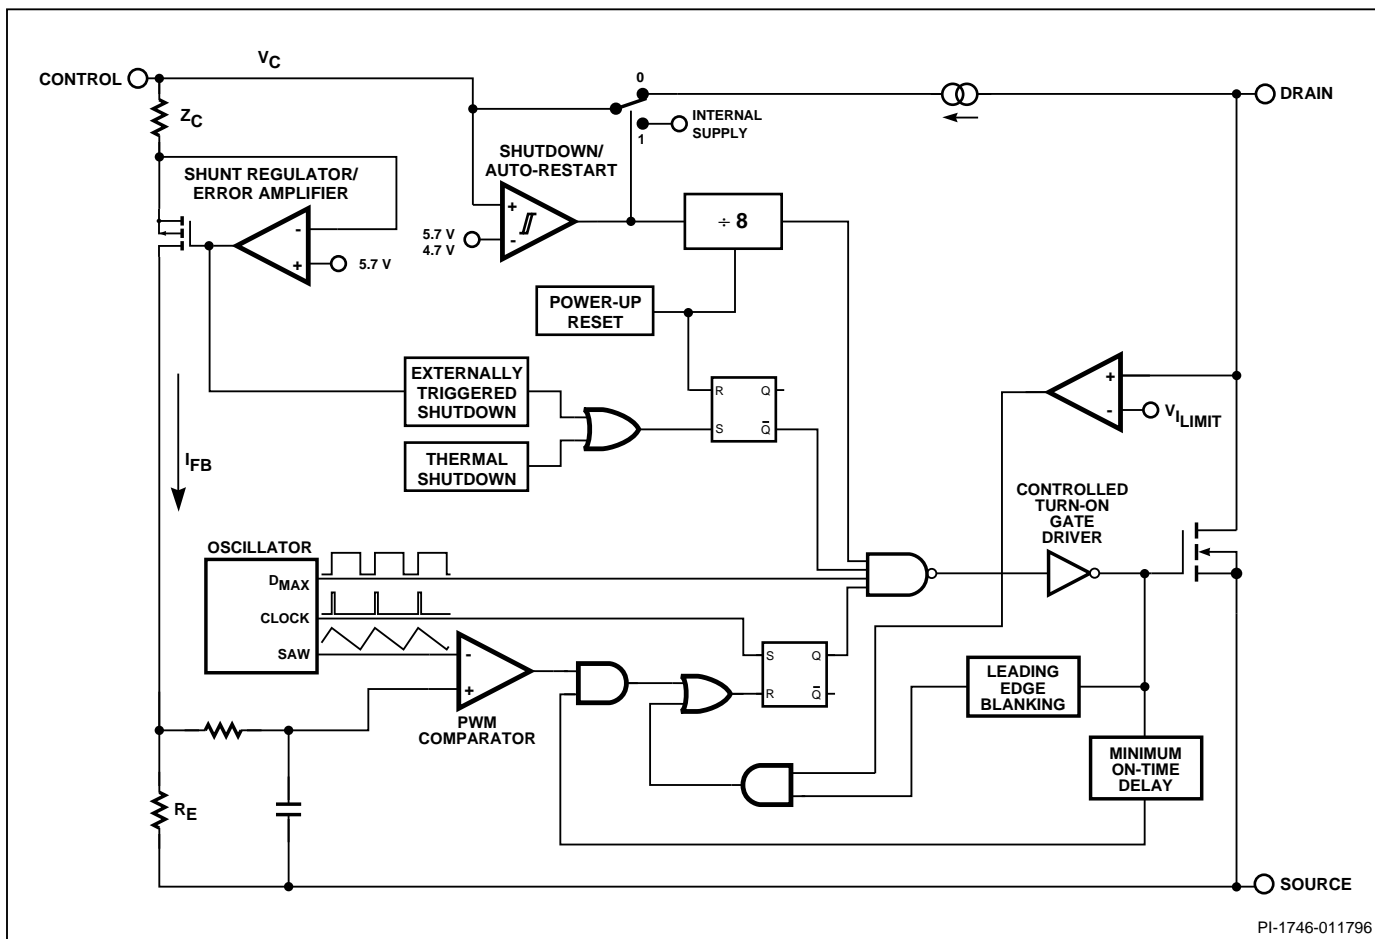 V_C
CONTROL
0
DRAIN
Z_C
INTERNAL
SUPPLY
1
SHUTDOWN/
AUTO-RESTART
SHUNT REGULATOR/
ERROR AMPLIFIER
+
-
5.7 V
4.7 V
÷ 8
-
+
5.7 V
POWER-UP
RESET
EXTERNALLY
TRIGGERED
SHUTDOWN
R Q
S Q̅
+
-
V_I_LIMIT
THERMAL
SHUTDOWN
I_FB
CONTROLLED
TURN-ON
GATE
DRIVER
OSCILLATOR
D_MAX
CLOCK
SAW
-
+
PWM
COMPARATOR
S Q
R Q̅
LEADING
EDGE
BLANKING
MINIMUM
ON-TIME
DELAY
R_E
SOURCE
PI-1746-011796